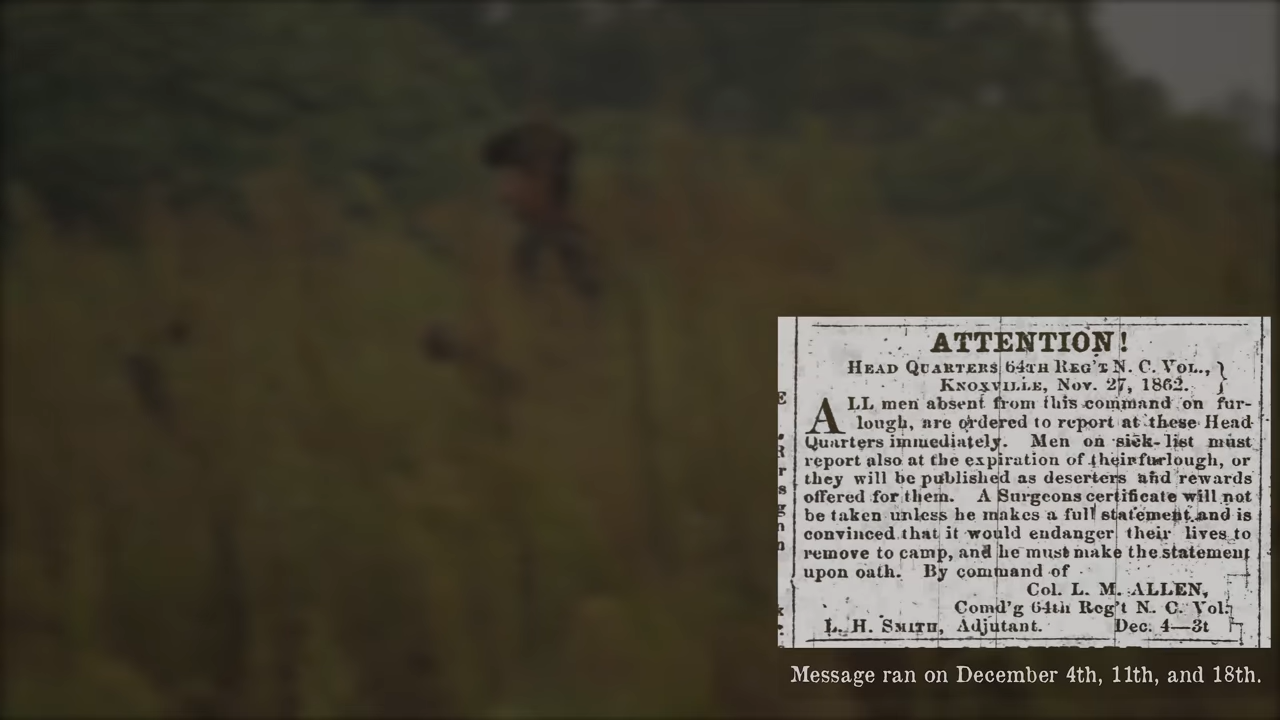 ATTENTION!
HEAD QUARTERS 64TH REG'T N. C. VOL.,
KNOXVILLE, Nov. 27, 1862.
ALL men absent from this command on fur-
lough, are ordered to report at these Head
Quarters immediately. Men on sick-list must
report also at the expiration of their furlough, or
they will be published as deserters and rewards
offered for them. A Surgeons certificate will not
be taken unless he makes a full statement and is
convinced that it would endanger their lives to
remove to camp, and he must make the statement
upon oath. By command of
Col. L. M. ALLEN,
Comd'g 64th Reg't N. C. Vol.
L. H. SMITH, Adjutant. Dec. 4—3t
Message ran on December 4th, 11th, and 18th.